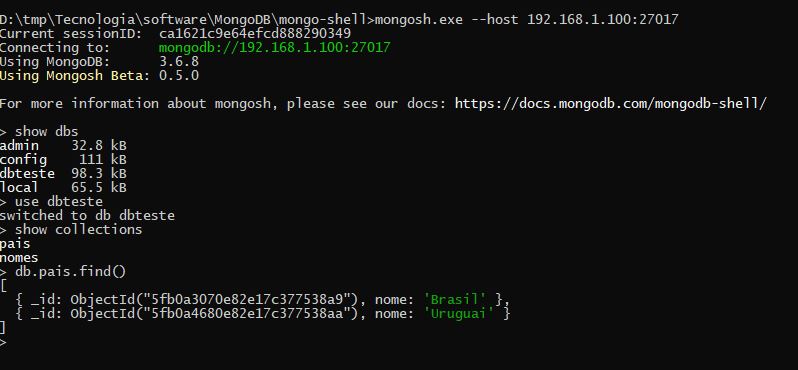 D:\tmp\Tecnologia\software\MongoDB\mongo-shell>mongosh.exe --host 192.168.1.100:27017
Current sessionID:  ca1621c9e64efcd888290349
Connecting to:      mongodb://192.168.1.100:27017
Using MongoDB:      3.6.8
Using Mongosh Beta: 0.5.0
For more information about mongosh, please see our docs: https://docs.mongodb.com/mongodb-shell/
> show dbs
admin    32.8 kB
config    111 kB
dbteste  98.3 kB
local    65.5 kB
> use dbteste
switched to db dbteste
> show collections
pais
nomes
> db.pais.find()
[
  { _id: ObjectId("5fb0a3070e82e17c377538a9"), nome: 'Brasil' },
  { _id: ObjectId("5fb0a4680e82e17c377538aa"), nome: 'Uruguai' }
]
>